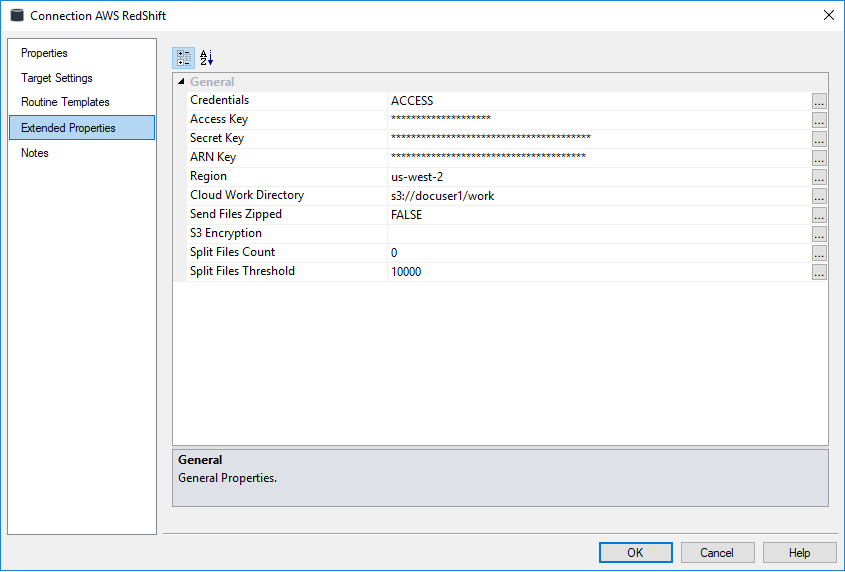 Connection AWS RedShift
Properties
Target Settings
Routine Templates
Extended Properties
Notes
General
Credentials ACCESS ...
Access Key ******************** ...
Secret Key **************************************** ...
ARN Key *************************************** ...
Region us-west-2 ...
Cloud Work Directory s3://docuser1/work ...
Send Files Zipped FALSE ...
S3 Encryption ...
Split Files Count 0 ...
Split Files Threshold 10000 ...
General
General Properties.
OK Cancel Help